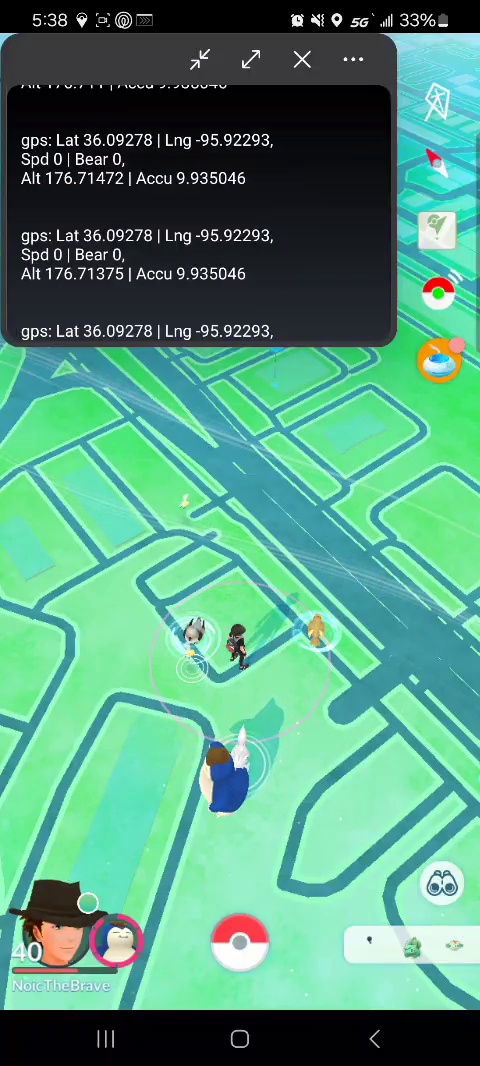 5:38
5G
33%
gps: Lat 36.09278 | Lng -95.92293,
Spd 0 | Bear 0,
Alt 176.71472 | Accu 9.935046
gps: Lat 36.09278 | Lng -95.92293,
Spd 0 | Bear 0,
Alt 176.71375 | Accu 9.935046
gps: Lat 36.09278 | Lng -95.92293,
40
NoicTheBrave